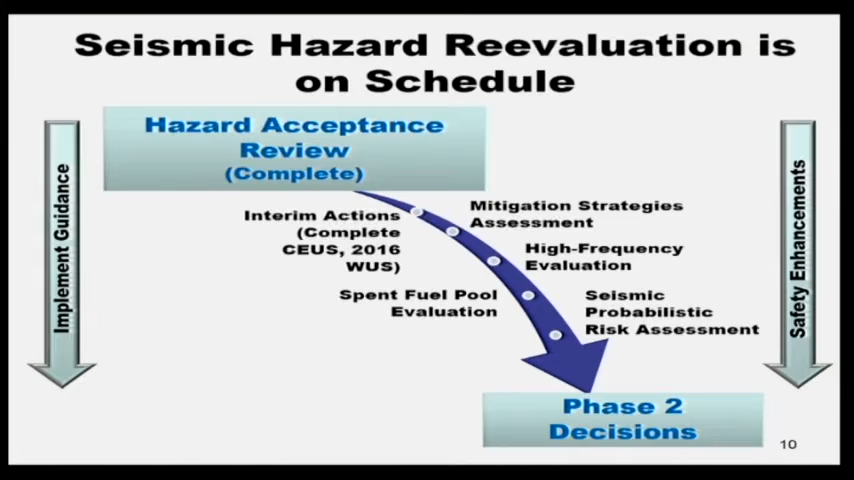 Seismic Hazard Reevaluation is
on Schedule
Hazard Acceptance
Review
(Complete)
Implement Guidance
Interim Actions
(Complete
CEUS, 2016
WUS)
Mitigation Strategies
Assessment
High-Frequency
Evaluation
Spent Fuel Pool
Evaluation
Seismic
Probabilistic
Risk Assessment
Safety Enhancements
Phase 2
Decisions
10